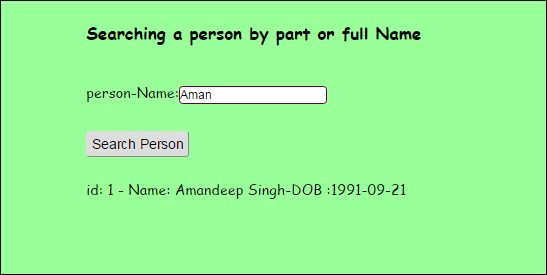 Searching a person by part or full Name
person-Name:Aman
Search Person
id: 1 - Name: Amandeep Singh-DOB :1991-09-21